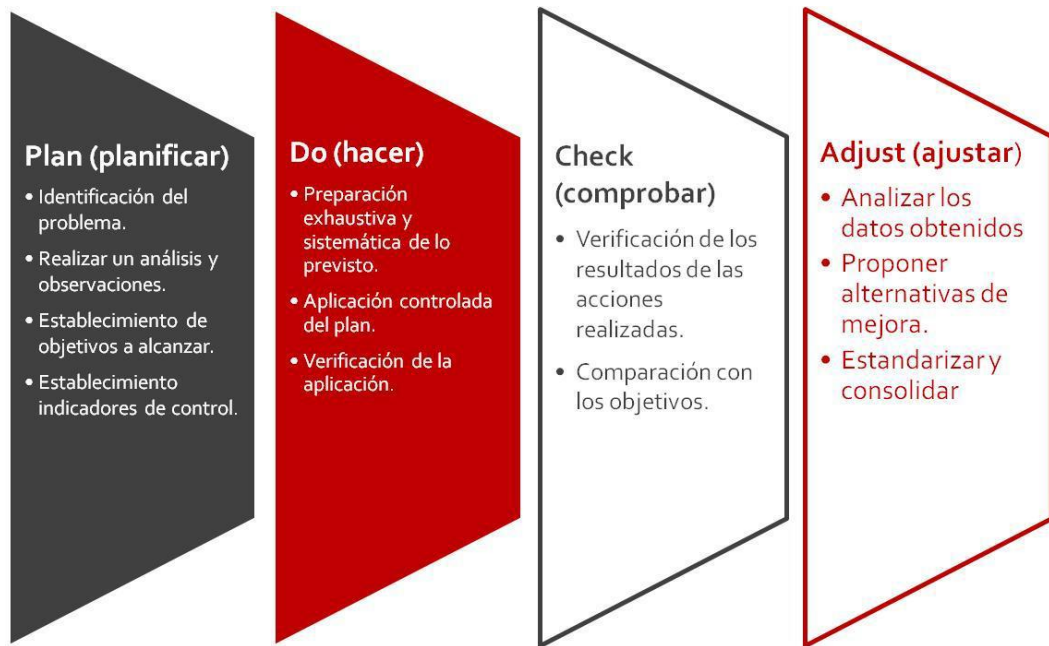 Plan (planificar)
• Identificación del
problema.
• Realizar un análisis y
observaciones.
• Establecimiento de
objetivos a alcanzar.
• Establecimiento
indicadores de control.
Do (hacer)
• Preparación
exhaustiva y
sistemática de lo
previsto.
• Aplicación controlada
del plan.
• Verificación de la
aplicación.
Check
(comprobar)
• Verificación de los
resultados de las
acciones
realizadas.
• Comparación con
los objetivos.
Adjust (ajustar)
• Analizar los
datos obtenidos
• Proponer
alternativas de
mejora.
• Estandarizar y
consolidar